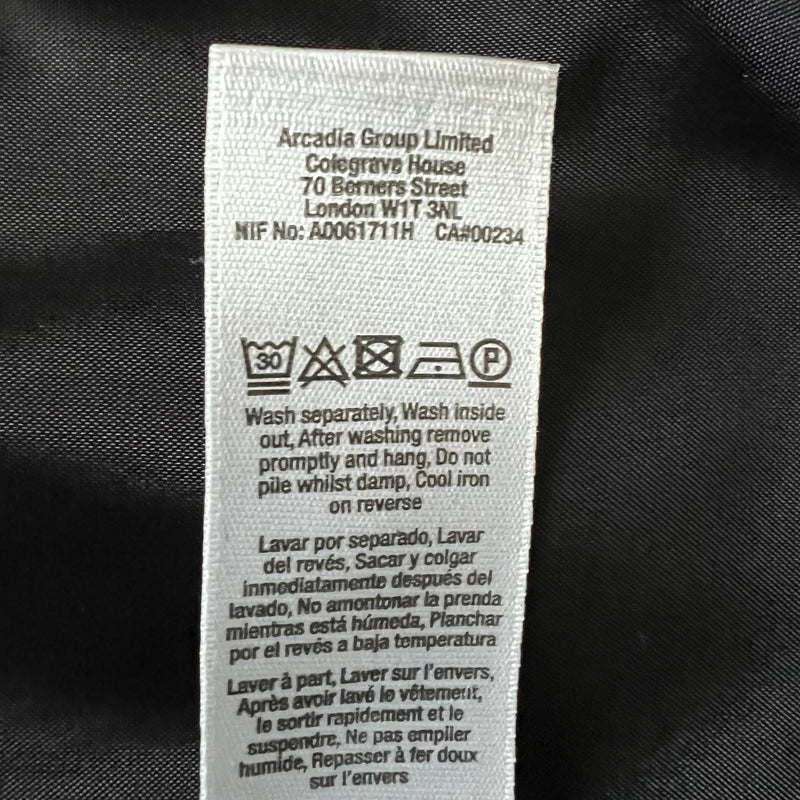 Arcadia Group Limited
Colegrave House
70 Berners Street
London W1T 3NL
NIF No: A0061711H CA#00234
30 P
Wash separately, Wash inside
out, After washing remove
promptly and hang, Do not
pile whilst damp, Cool iron
on reverse
Lavar por separado, Lavar
del revés, Sacar y colgar
inmediatamente después del
lavado, No amontonar la prenda
mientras está húmeda, Planchar
por el revés a baja temperatura
Laver à part, Laver sur l'envers,
Après avoir lavé le vêtement,
le sortir rapidement et le
suspendre, Ne pas empiler
humide, Repasser à fer doux
sur l'envers